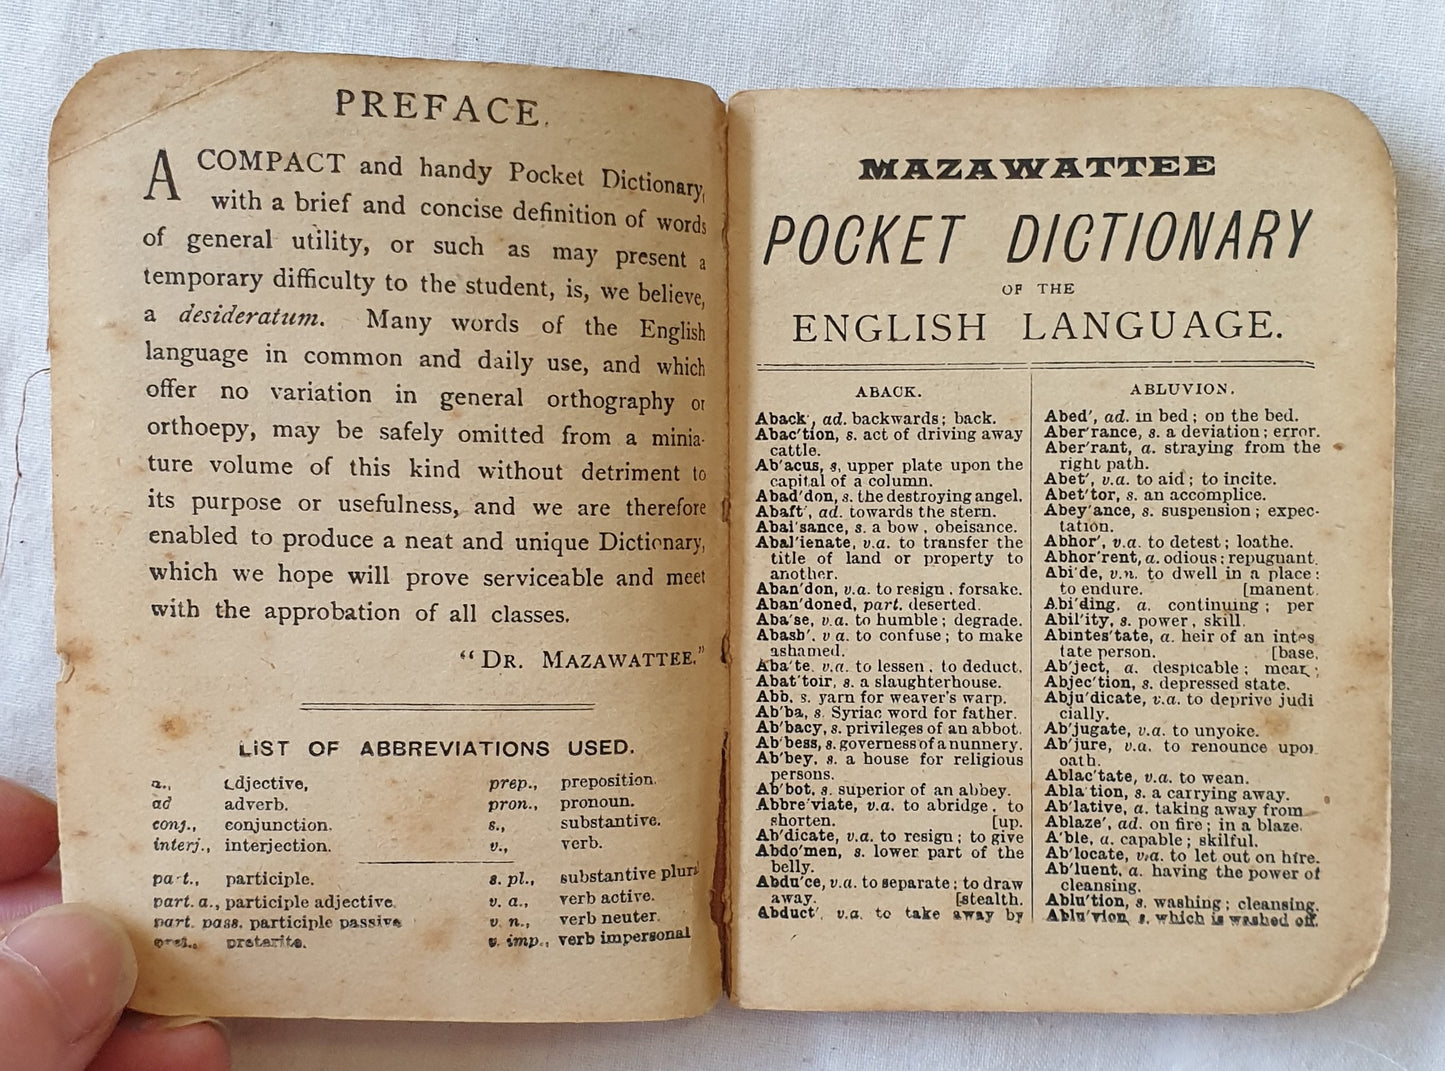 PREFACE.
A COMPACT and handy Pocket Dictionary,
with a brief and concise definition of words
of general utility, or such as may present a
temporary difficulty to the student, is, we believe,
a desideratum. Many words of the English
language in common and daily use, and which
offer no variation in general orthography or
orthoepy, may be safely omitted from a minia-
ture volume of this kind without detriment to
its purpose or usefulness, and we are therefore
enabled to produce a neat and unique Dictionary,
which we hope will prove serviceable and meet
with the approbation of all classes.
"DR. MAZAWATTEE."
LIST OF ABBREVIATIONS USED.
a., adjective,
ad adverb.
conj., conjunction.
interj., interjection.
prep., preposition.
pron., pronoun.
s., substantive.
v., verb.
part., participle.
part. a., participle adjective
part. pass. participle passive
pret., preterite.
s. pl., substantive plural
v. a., verb active.
v. n., verb neuter.
v. imp., verb impersonal
MAZAWATTEE
POCKET DICTIONARY
OF THE
ENGLISH LANGUAGE.
ABACK.
Aback', ad. backwards; back.
Abac'tion, s. act of driving away
cattle.
Ab'acus, s, upper plate upon the
capital of a column.
Abad'don, s. the destroying angel.
Abaft', ad. towards the stern.
Abai'sance, s. a bow, obeisance.
Abal'ienate, v.a. to transfer the
title of land or property to
another.
Aban'don, v.a. to resign, forsake.
Aban'doned, part. deserted.
Aba'se, v.a. to humble; degrade.
Abash'. v a. to confuse; to make
ashamed.
Aba'te. v.a. to lessen, to deduct.
Abat'toir, s. a slaughterhouse.
Abb. s. yarn for weaver's warp.
Ab'ba, s. Syriac word for father.
Ab'bacy, s. privileges of an abbot.
Ab'bess, s. governess of a nunnery.
Ab'bey. s. a house for religious
persons.
Ab'bot. s. superior of an abbey.
Abbre'viate, v.a. to abridge, to
shorten. [up.
Ab'dicate, v.a. to resign; to give
Abdo'men, s. lower part of the
belly.
Abdu'ce, v.a. to separate; to draw
away. [stealth.
Abduct', v.a. to take away by
ABLUVION.
Abed', ad. in bed; on the bed.
Aber'rance, s. a deviation; error.
Aber'rant, a. straying from the
right path.
Abet', v.a. to aid; to incite.
Abet'tor, s. an accomplice.
Abey'ance, s. suspension; expec-
tation.
Abhor', v.a. to detest; loathe.
Abhor'rent, a. odious; repugnant.
Abi'de, v.n. to dwell in a place;
to endure. [manent.
Abi'ding. a. continuing; per
Abil'ity, s. power, skill.
Abintes'tate, a. heir of an intes
tate person. [base.
Ab'ject, a. despicable; mean;
Abjec'tion, s. depressed state.
Abju'dicate, v.a. to deprive judi
cially.
Ab'jugate, v.a. to unyoke.
Ab'jure, v.a. to renounce upon
oath.
Ablac'tate, v.a. to wean.
Abla'tion, s. a carrying away.
Ab'lative, a. taking away from
Ablaze', ad. on fire; in a blaze.
A'ble, a. capable; skilful.
Ab'locate, v.a. to let out on hire.
Ab'luent, a. having the power of
cleansing.
Ablu'tion, s. washing; cleansing.
Ablu'vion, s. which is washed off.